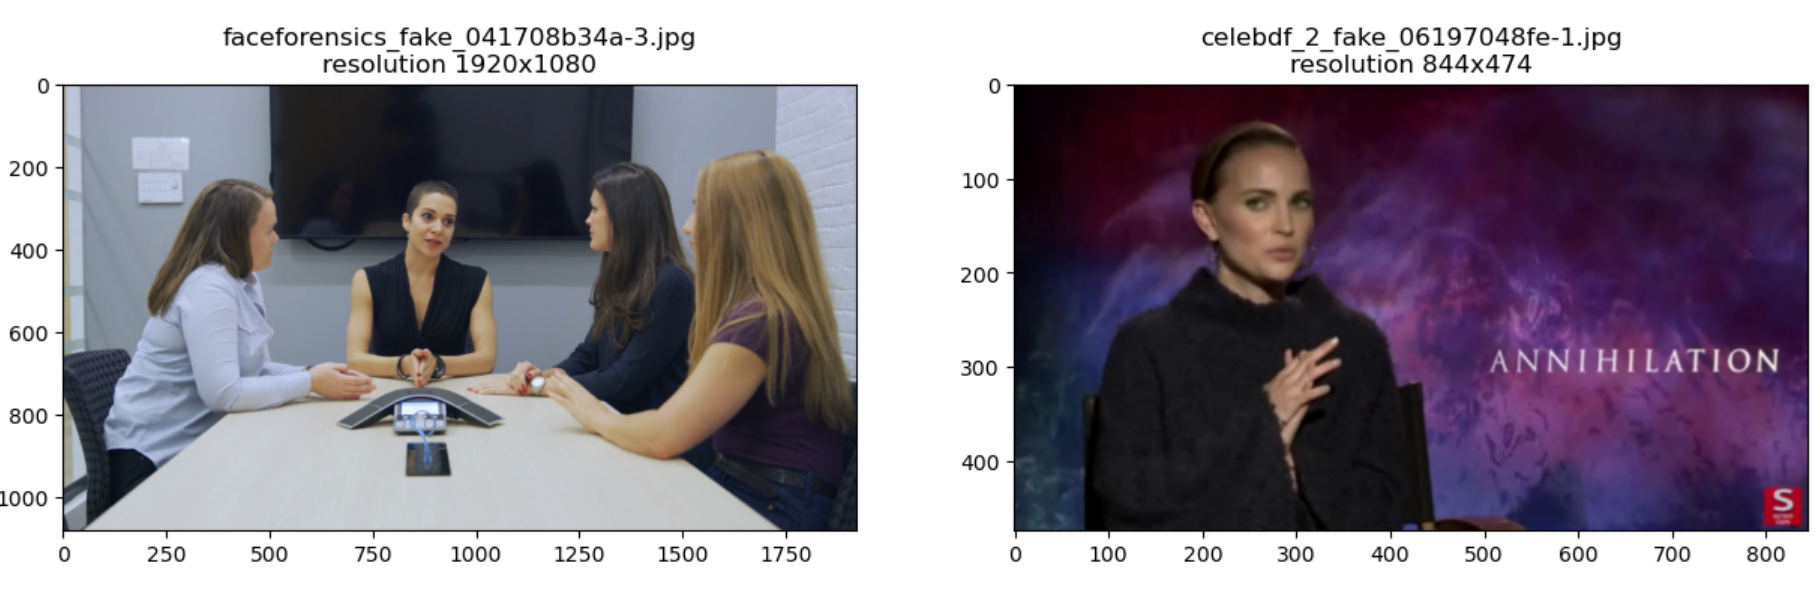 faceforensics_fake_041708b34a-3.jpg
resolution 1920x1080
0
200
400
600
800
1000
0 250 500 750 1000 1250 1500 1750
celebdf_2_fake_06197048fe-1.jpg
resolution 844x474
0
100
200
300
400
ANNIHILATION
S
0 100 200 300 400 500 600 700 800